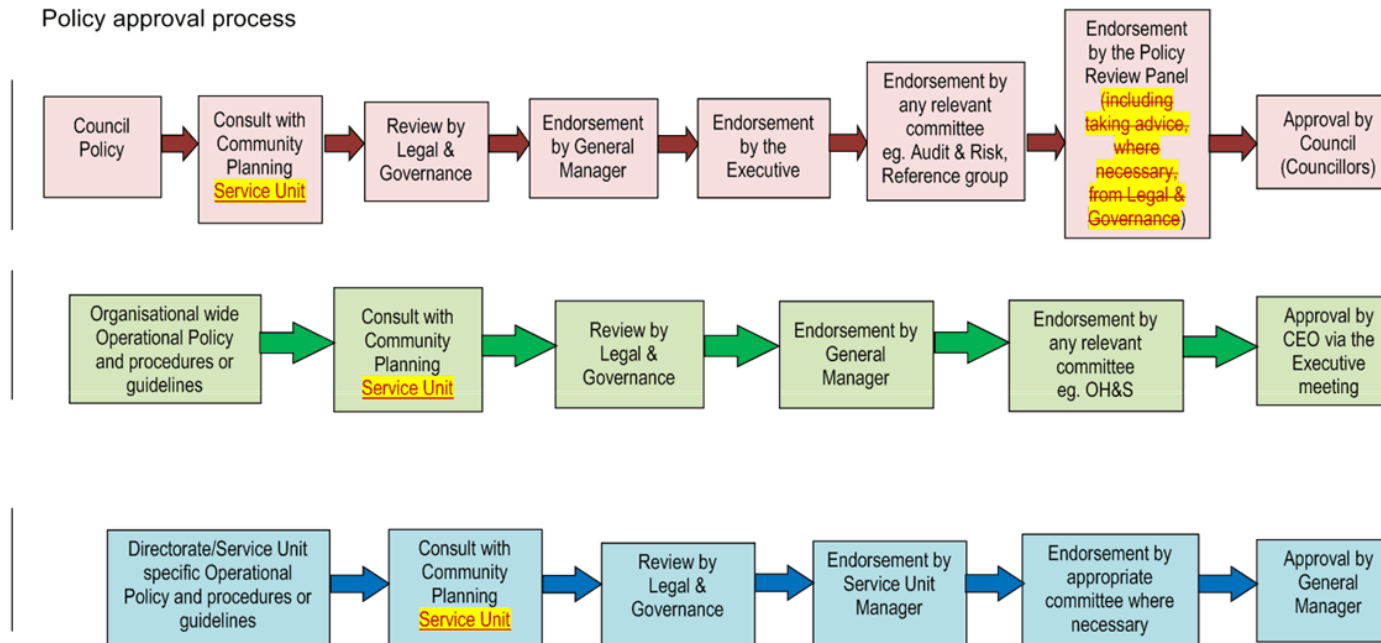 Policy approval process
Council
Policy
Consult with
Community
Planning
Service Unit
Review by
Legal &
Governance
Endorsement
by General
Manager
Endorsement
by the
Executive
Endorsement by
any relevant
committee
eg. Audit & Risk,
Reference group
Endorsement
by the Policy
Review Panel
(including
taking advice,
where
necessary,
from Legal &
Governance)
Approval by
Council
(Councillors)
Organisational wide
Operational Policy
and procedures or
guidelines
Consult with
Community
Planning
Service Unit
Review by
Legal &
Governance
Endorsement by
General
Manager
Endorsement by
any relevant
committee
eg. OH&S
Approval by
CEO via the
Executive
meeting
Directorate/Service Unit
specific Operational
Policy and procedures or
guidelines
Consult with
Community
Planning
Service Unit
Review by
Legal &
Governance
Endorsement by
Service Unit
Manager
Endorsement by
appropriate
committee where
necessary
Approval by
General
Manager